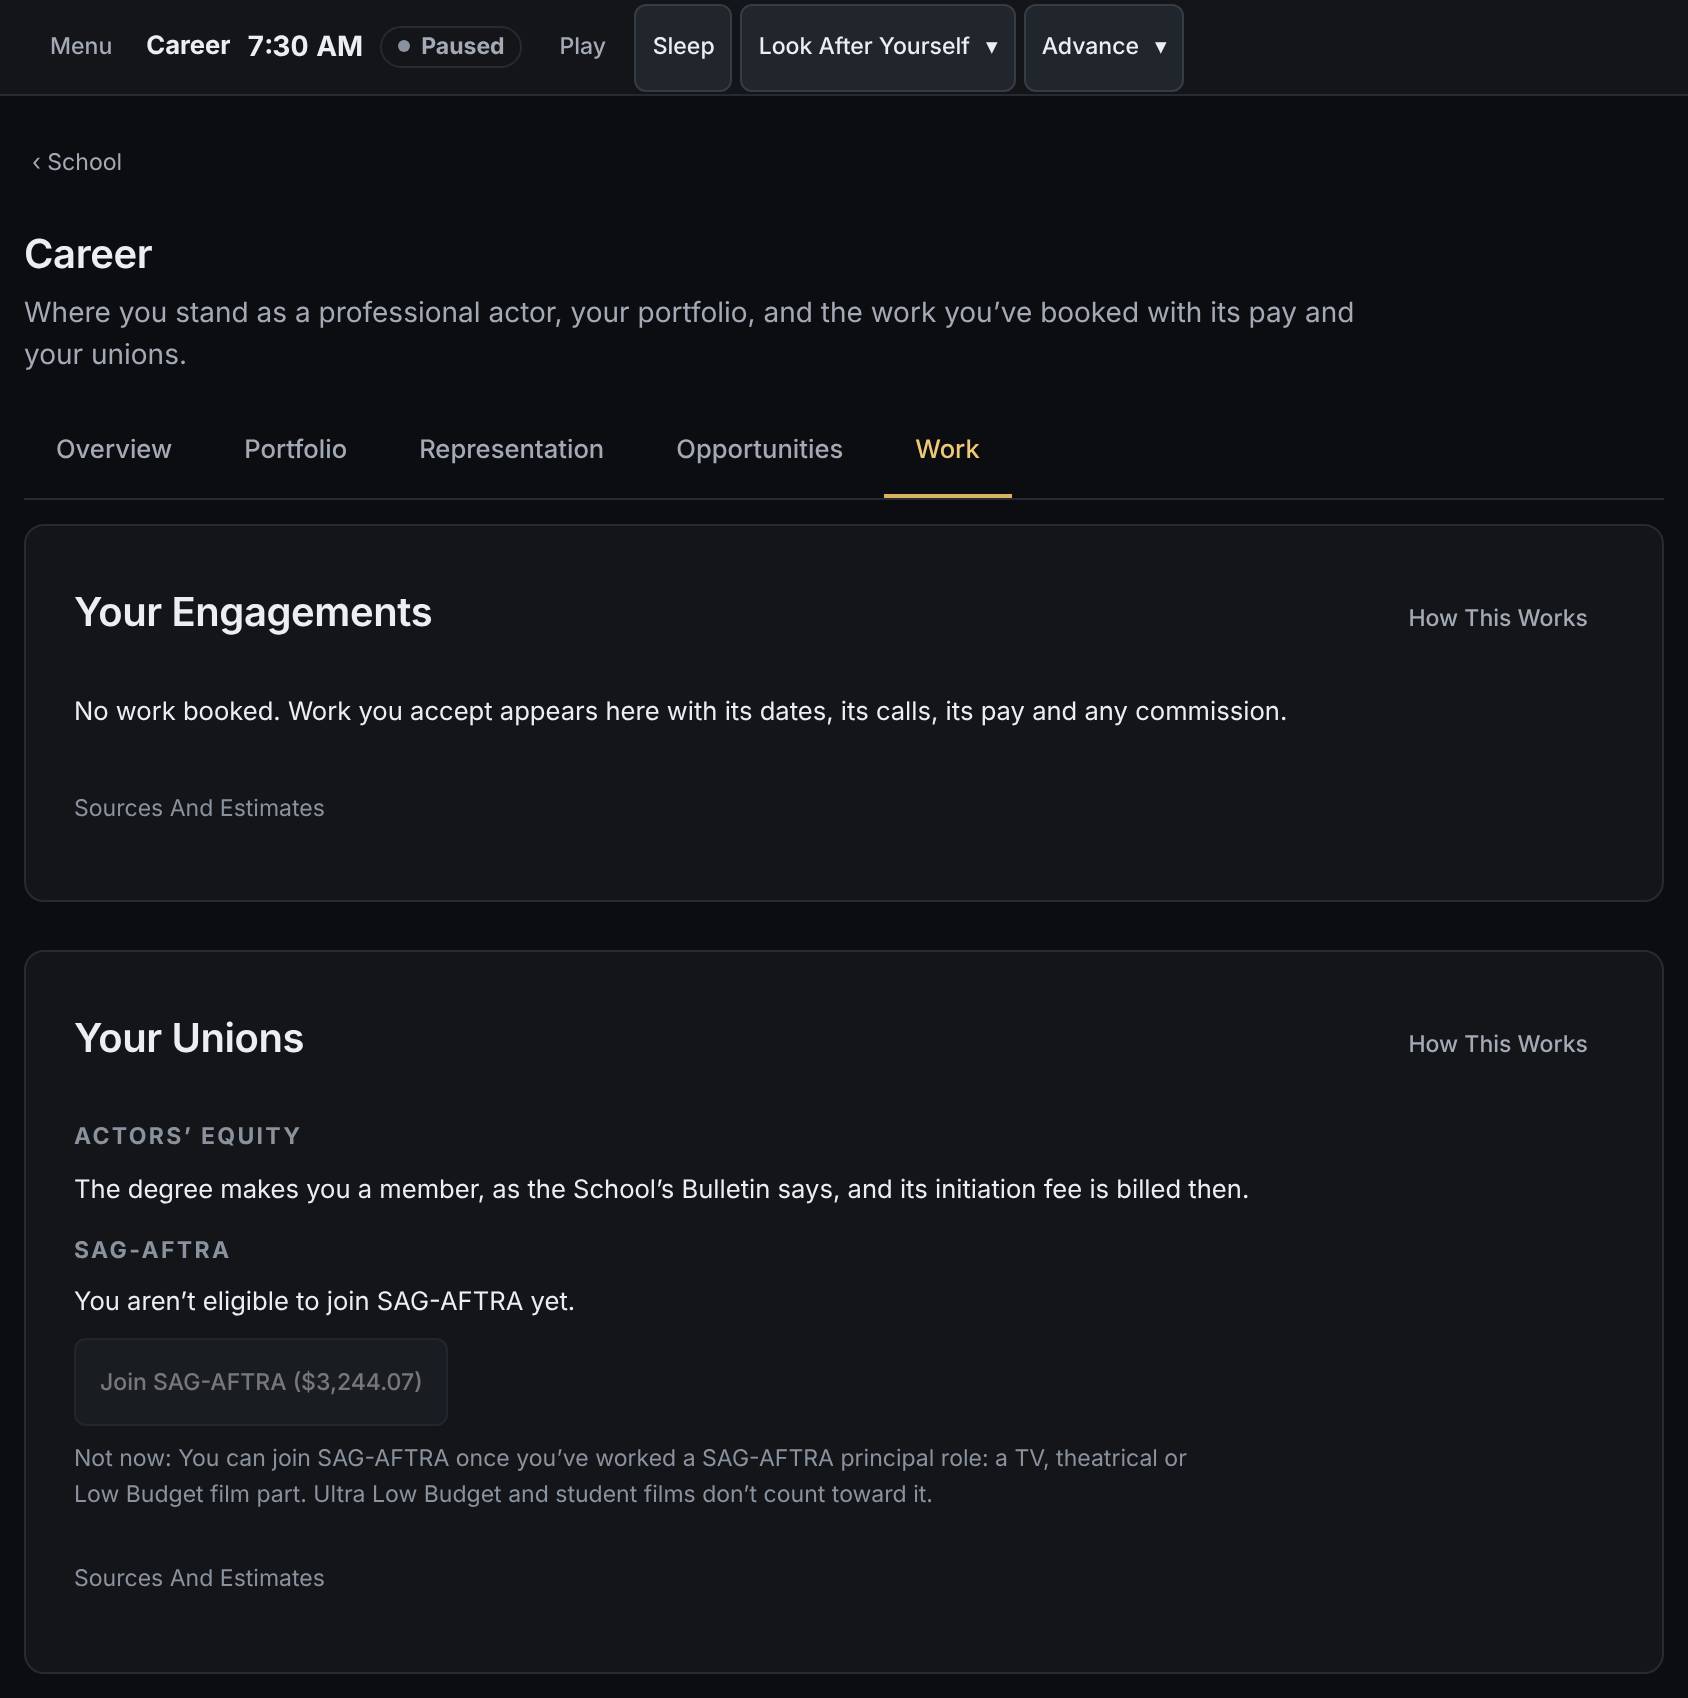 Menu Career 7:30 AM Paused Play Sleep Look After Yourself ▾ Advance ▾
‹ School
Career
Where you stand as a professional actor, your portfolio, and the work you’ve booked with its pay and
your unions.
Overview Portfolio Representation Opportunities Work
Your Engagements How This Works
No work booked. Work you accept appears here with its dates, its calls, its pay and any commission.
Sources And Estimates
Your Unions How This Works
ACTORS’ EQUITY
The degree makes you a member, as the School’s Bulletin says, and its initiation fee is billed then.
SAG-AFTRA
You aren’t eligible to join SAG-AFTRA yet.
Join SAG-AFTRA ($3,244.07)
Not now: You can join SAG-AFTRA once you’ve worked a SAG-AFTRA principal role: a TV, theatrical or
Low Budget film part. Ultra Low Budget and student films don’t count toward it.
Sources And Estimates